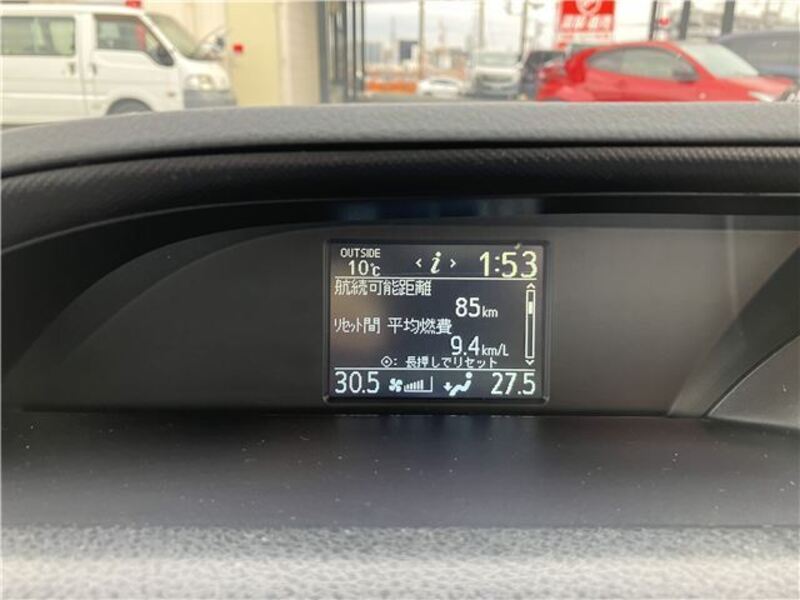 OUTSIDE
10℃
‹ i › 1:53
航続可能距離
85km
ﾘｾｯﾄ間 平均燃費
9.4km/L
: 長押しでリセット
30.5 27.5